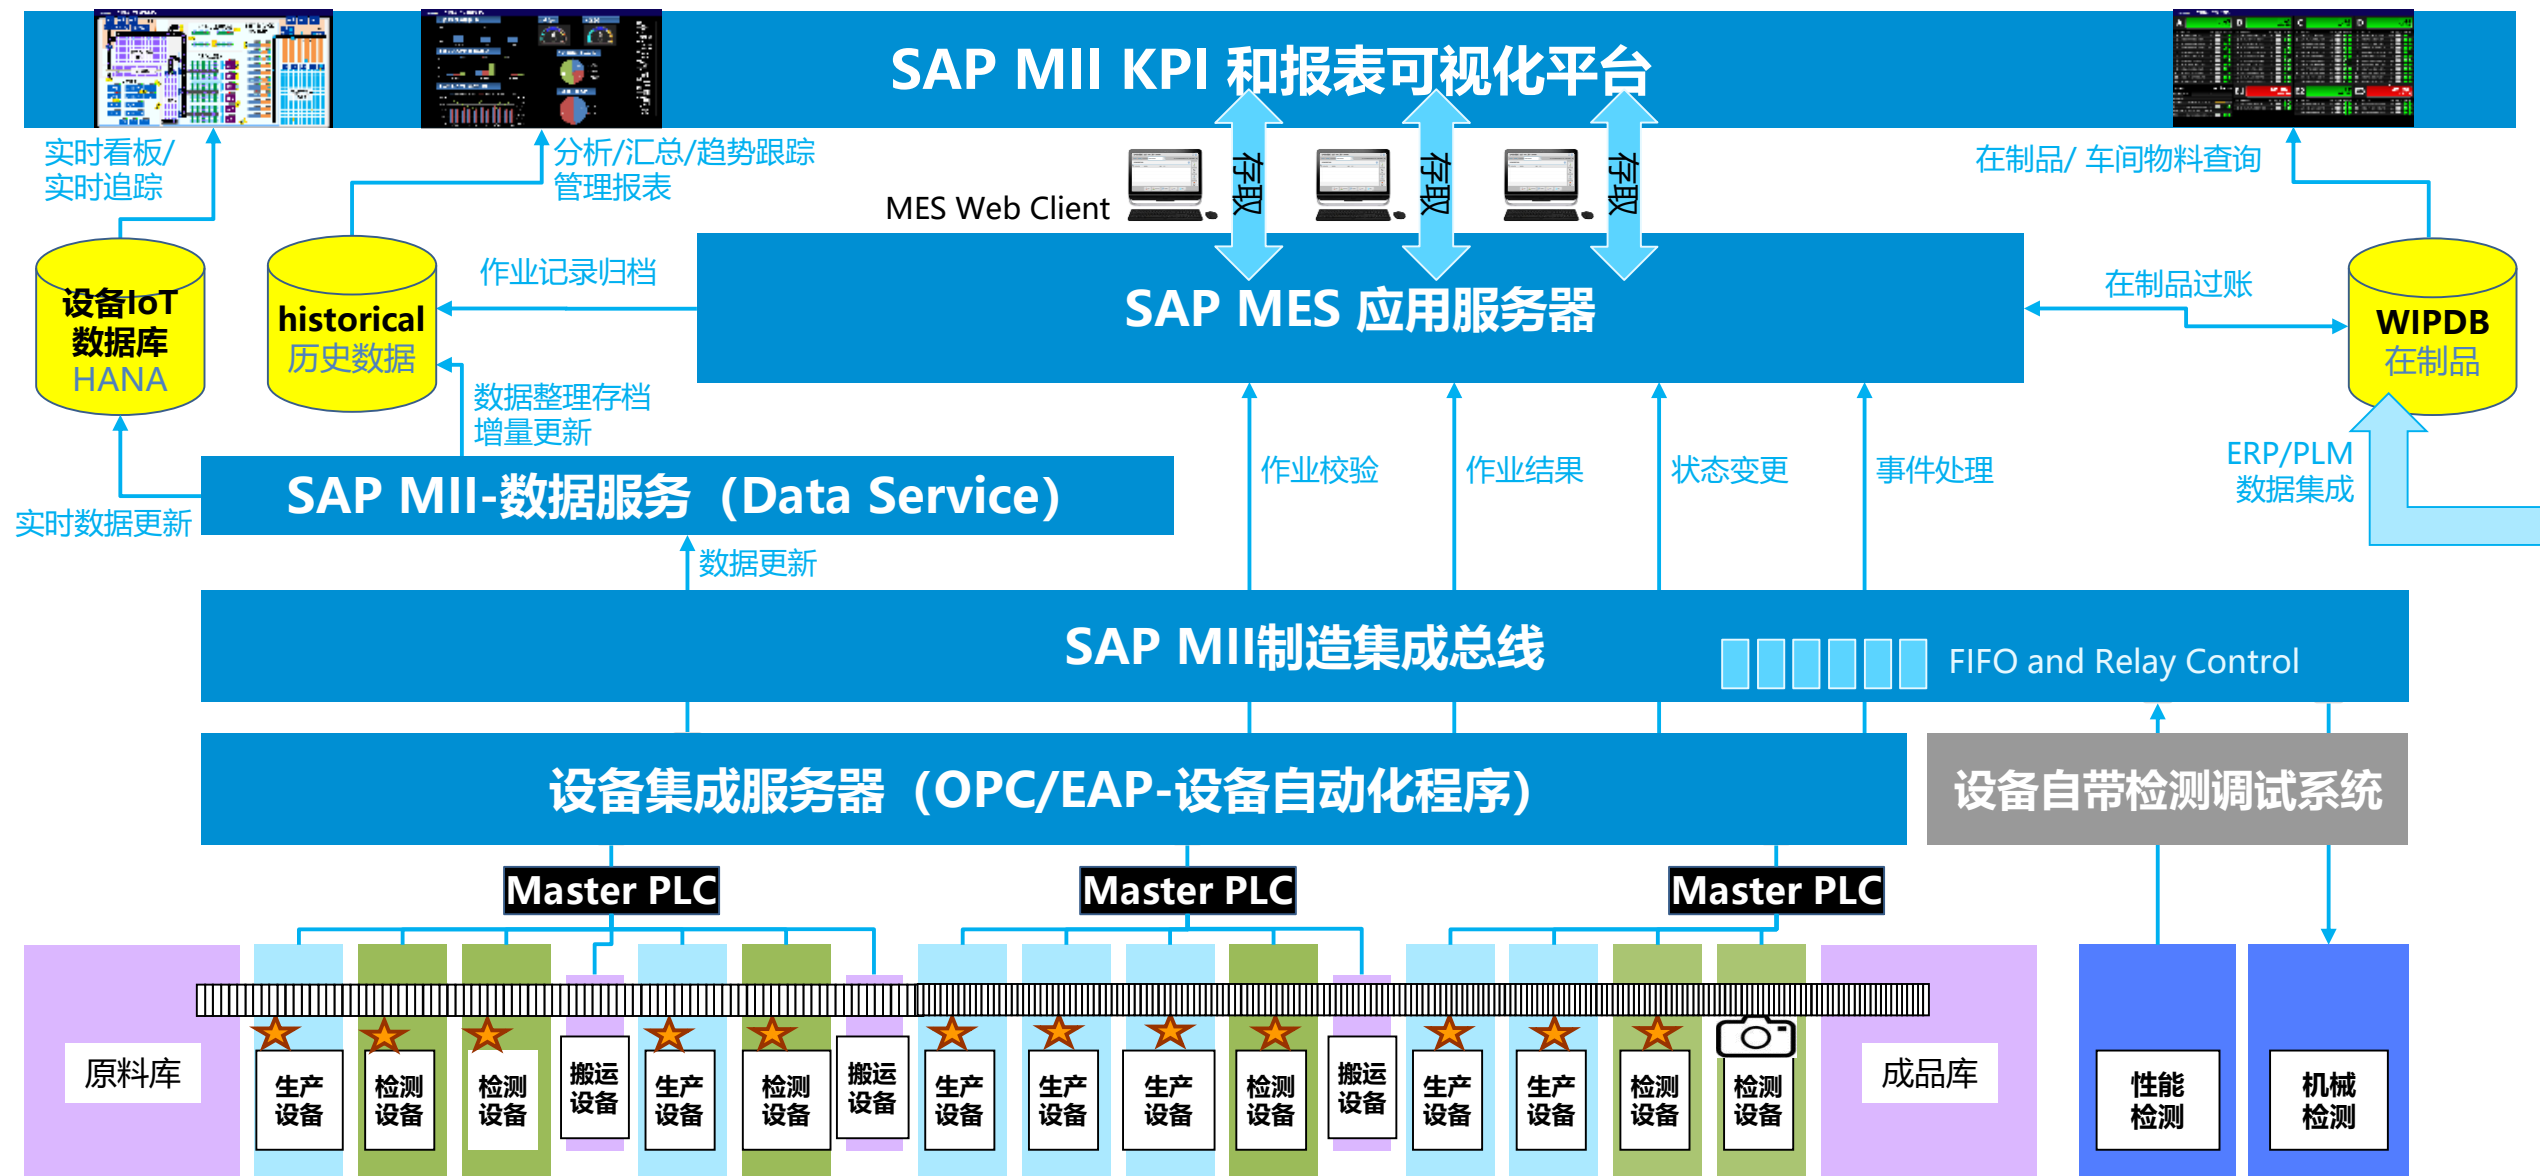 SAP MII KPI 和报表可视化平台
实时看板/
实时追踪
分析/汇总/趋势跟踪
管理报表
MES Web Client
存取
存取
存取
在制品/ 车间物料查询
设备IoT
数据库
HANA
historical
历史数据
作业记录归档
SAP MES 应用服务器
在制品过账
WIPDB
在制品
数据整理存档
增量更新
ERP/PLM
数据集成
实时数据更新
SAP MII-数据服务（Data Service）
作业校验
作业结果
状态变更
事件处理
数据更新
SAP MII制造集成总线
FIFO and Relay Control
设备集成服务器（OPC/EAP-设备自动化程序）
设备自带检测调试系统
Master PLC
Master PLC
Master PLC
原料库
生产
设备
检测
设备
检测
设备
搬运
设备
生产
设备
检测
设备
搬运
设备
生产
设备
生产
设备
生产
设备
检测
设备
搬运
设备
生产
设备
生产
设备
检测
设备
检测
设备
成品库
性能
检测
机械
检测